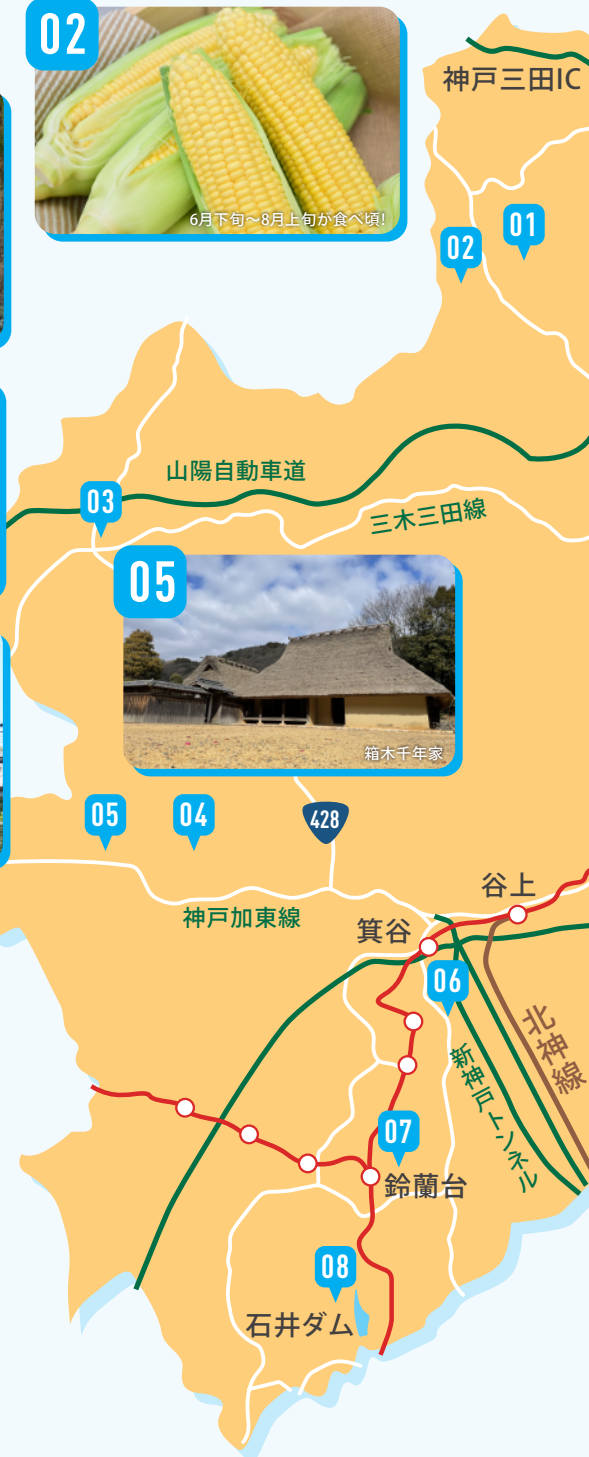 02
6月下旬〜8月上旬が食べ頃!
神戸三田IC
01
02
山陽自動車道
03
三木三田線
05
箱木千年家
05
04
428
谷上
神戸加東線
箕谷
06
北神線
新神戸トンネル
07
鈴蘭台
08
石井ダム